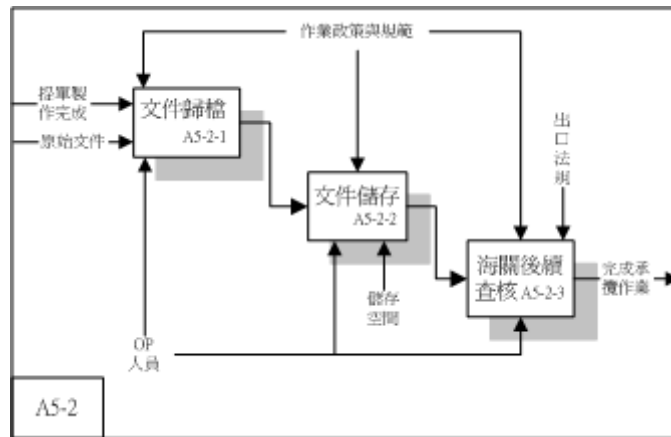 作業政策與規範
提單製
作完成
原始文件
文件歸檔
A5-2-1
出
口
法
規
文件儲存
A5-2-2
海關後續
查核 A5-2-3
完成承
攬作業
儲存
空間
OP
人員
A5-2